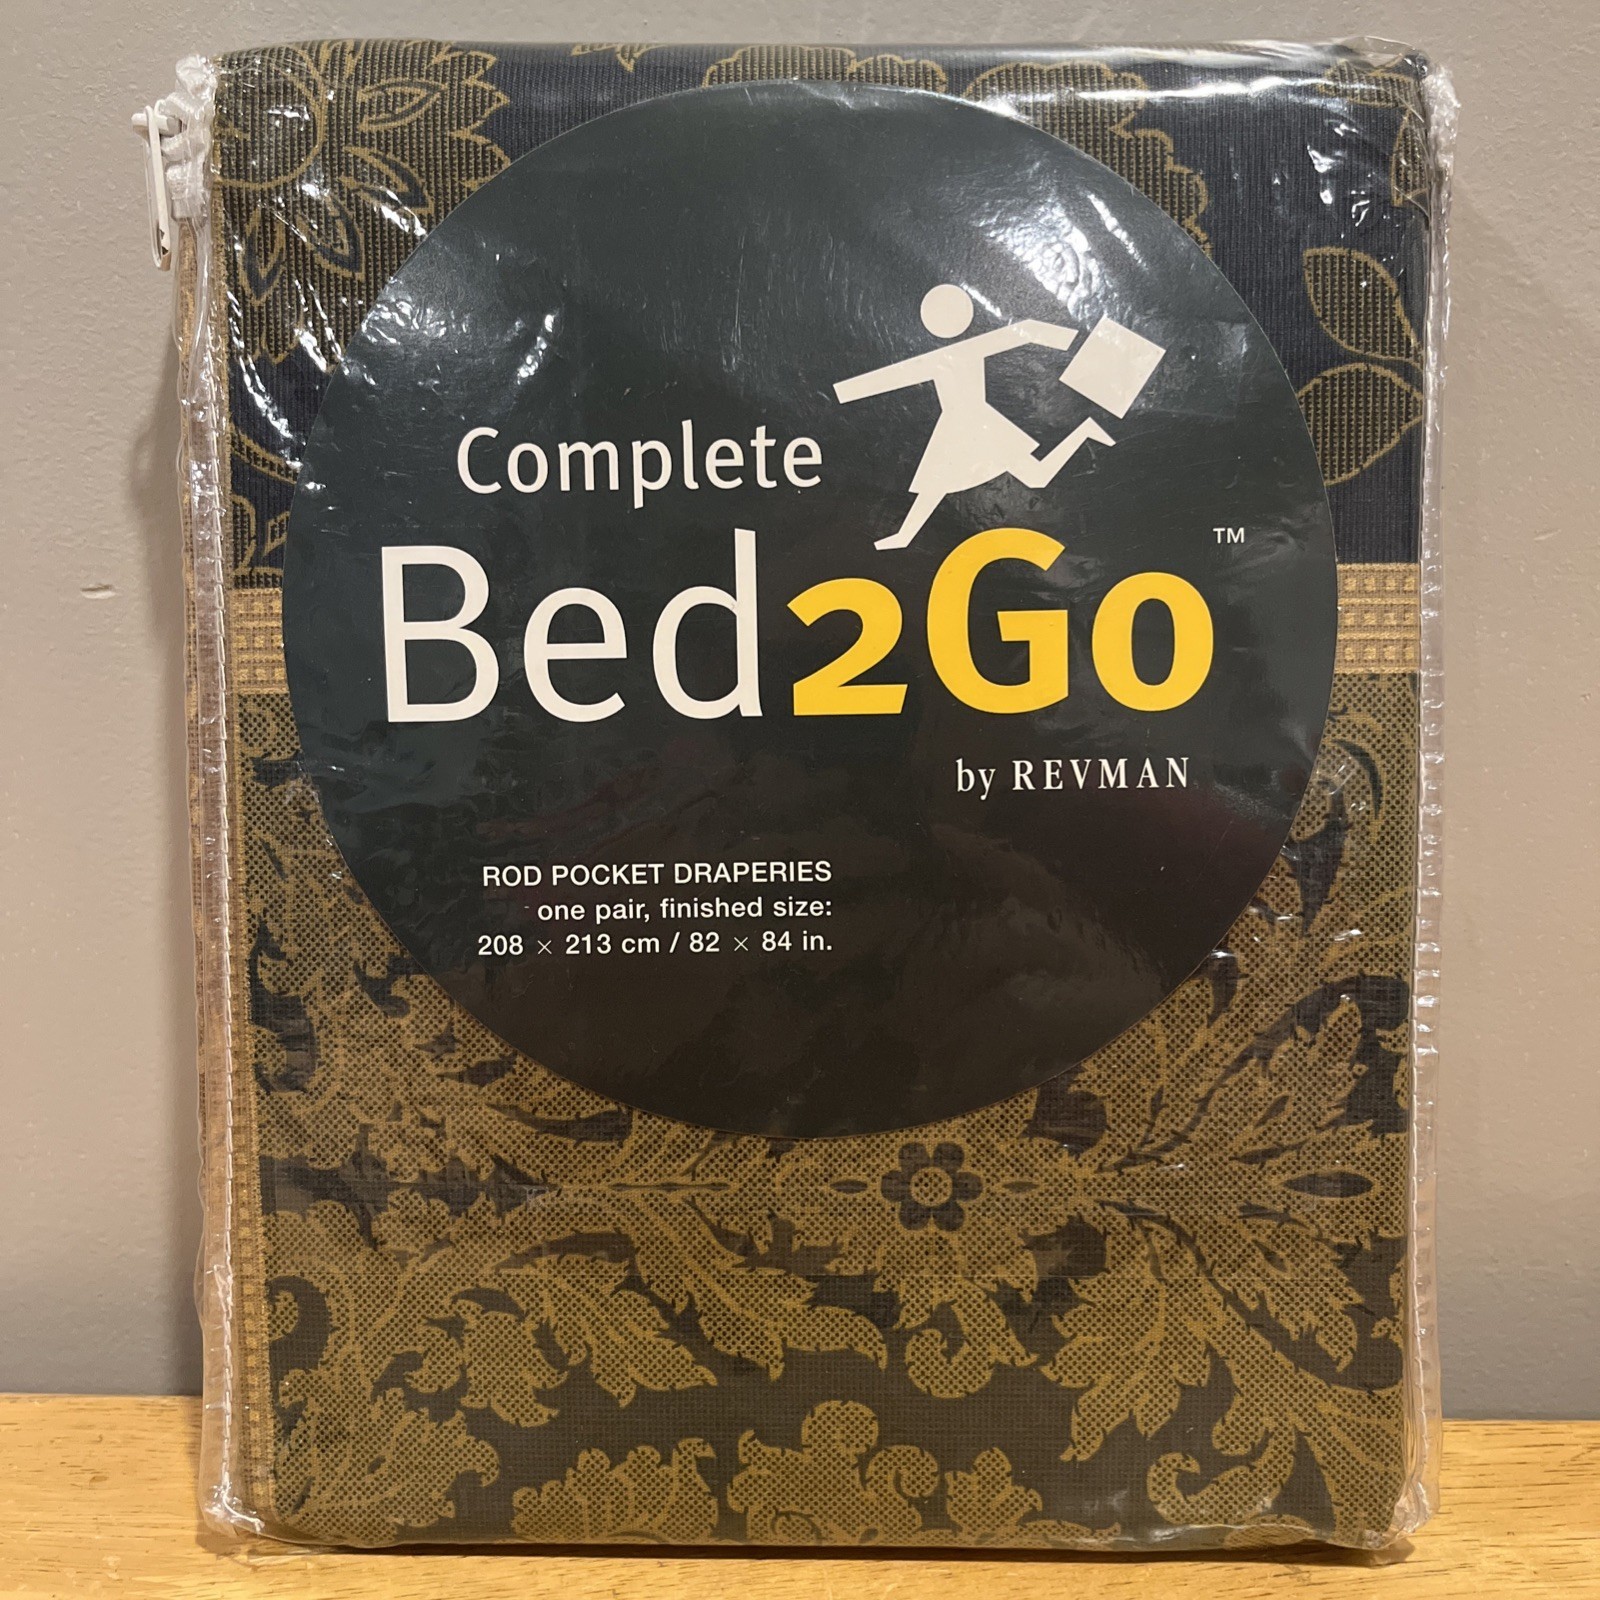 Complete
Bed2Go™
by REVMAN
ROD POCKET DRAPERIES
one pair, finished size:
208 × 213 cm / 82 × 84 in.